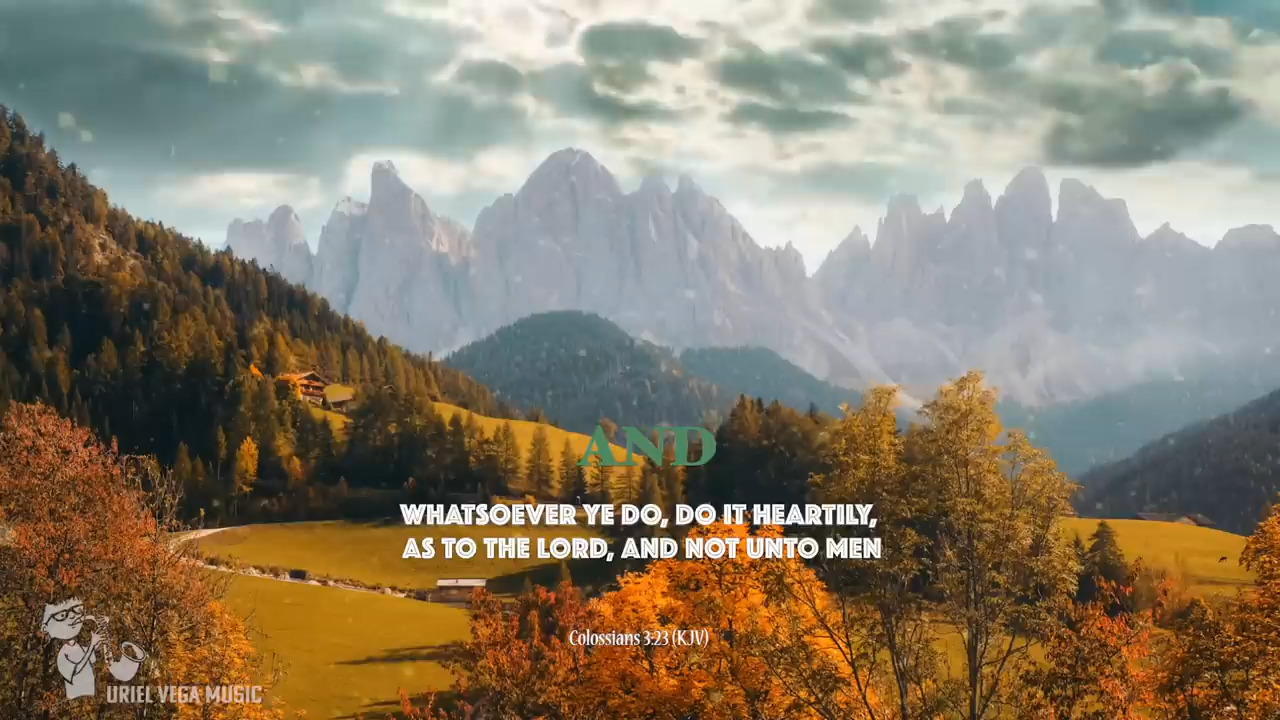 AND
WHATSOEVER YE DO, DO IT HEARTILY,
AS TO THE LORD, AND NOT UNTO MEN
Colossians 3:23 (KJV)
URIEL VEGA MUSIC